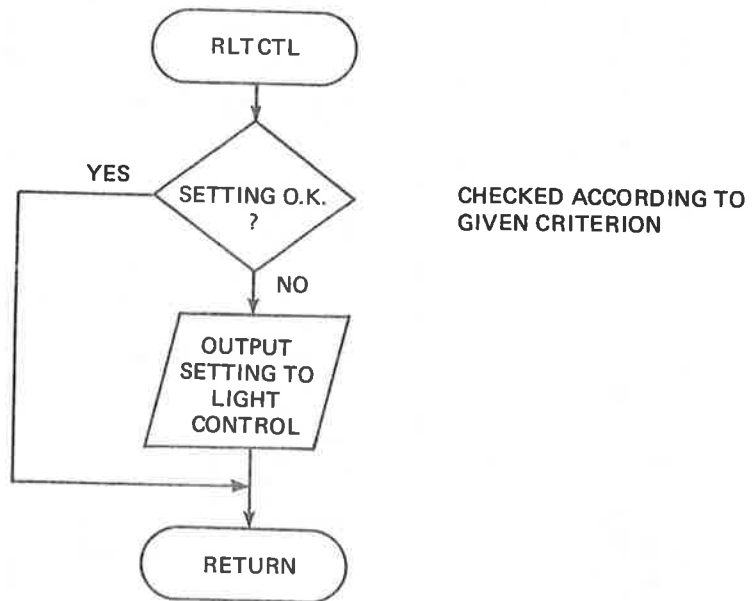 RLTCTL
YES
SETTING O.K.
?
CHECKED ACCORDING TO
GIVEN CRITERION
NO
OUTPUT
SETTING TO
LIGHT
CONTROL
RETURN